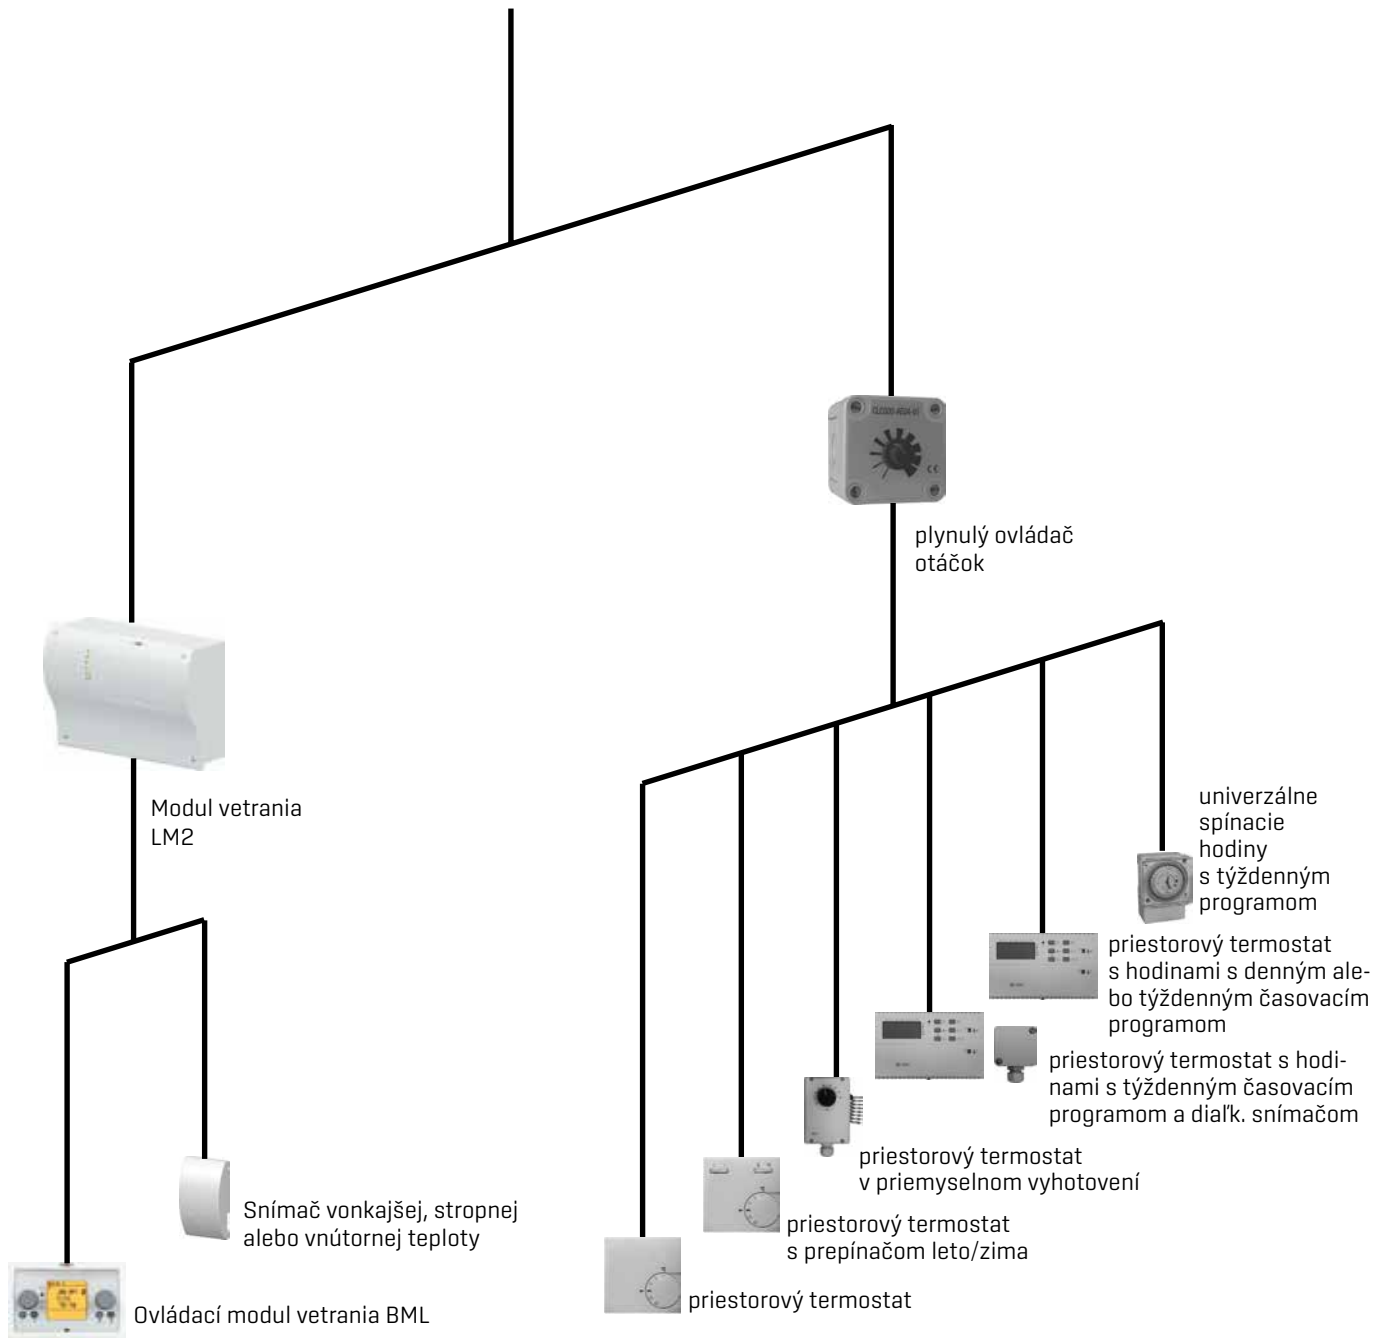 plynulý ovládač
otáčok
Modul vetrania
LM2
univerzálne
spínacie
hodiny
s týždenným
programom
priestorový termostat
s hodinami s denným ale-
bo týždenným časovacím
programom
priestorový termostat s hodi-
nami s týždenným časovacím
programom a diaľk. snímačom
priestorový termostat
v priemyselnom vyhotovení
Snímač vonkajšej, stropnej
alebo vnútornej teploty
priestorový termostat
s prepínačom leto/zima
priestorový termostat
Ovládací modul vetrania BML